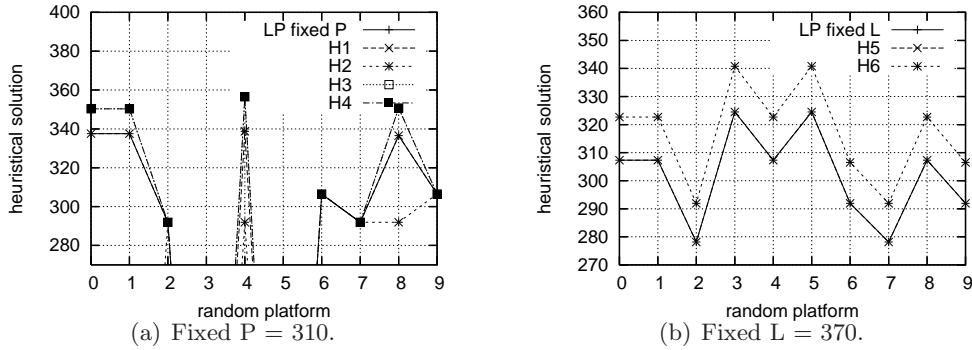 400
380
360
340
320
300
280
heuristical solution
LP fixed P
H1
H2
H3
H4
0 1 2 3 4 5 6 7 8 9
random platform
(a) Fixed P = 310.
360
350
340
330
320
310
300
290
280
270
heuristical solution
LP fixed L
H5
H6
0 1 2 3 4 5 6 7 8 9
random platform
(b) Fixed L = 370.